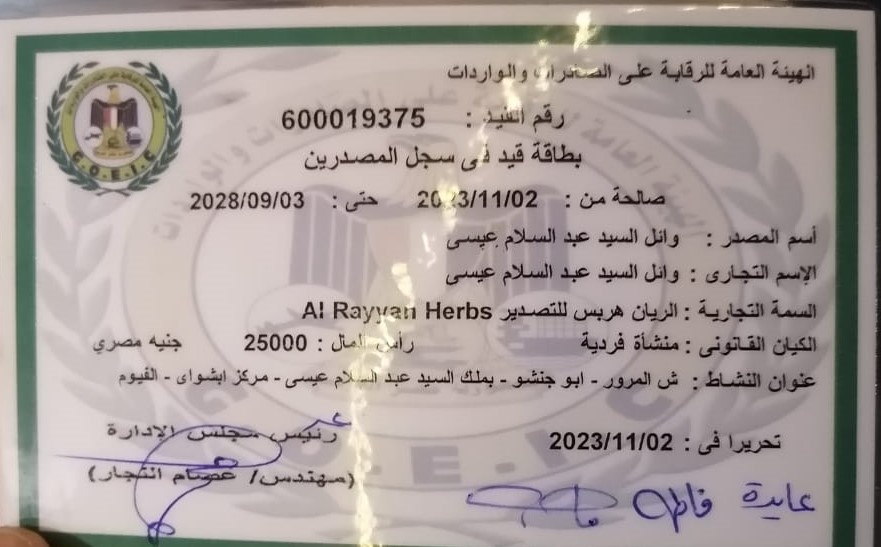 الهيئة العامة للرقابة على الصادرات والواردات
رقم القيد : 600019375
بطاقة قيد فى سجل المصدرين
صالحة من : 2023/11/02 حتى : 2028/09/03
أسم المصدر : وائل السيد عبد السلام عيسى
الإسم التجارى : وائل السيد عبد السلام عيسى
السمة التجارية : الريان هربس للتصدير Al Rayyan Herbs
الكيان القانونى : منشأة فردية رأس المال : 25000 جنيه مصري
عنوان النشاط : ش المرور - ابو جنشو - بملك السيد عبد السلام عيسى - مركز ابشواى - الفيوم
تحريرا فى : 2023/11/02
رئيس مجلس الإدارة
(مهندس/ عصام النجار)
عايدة
G.O.E.I.C